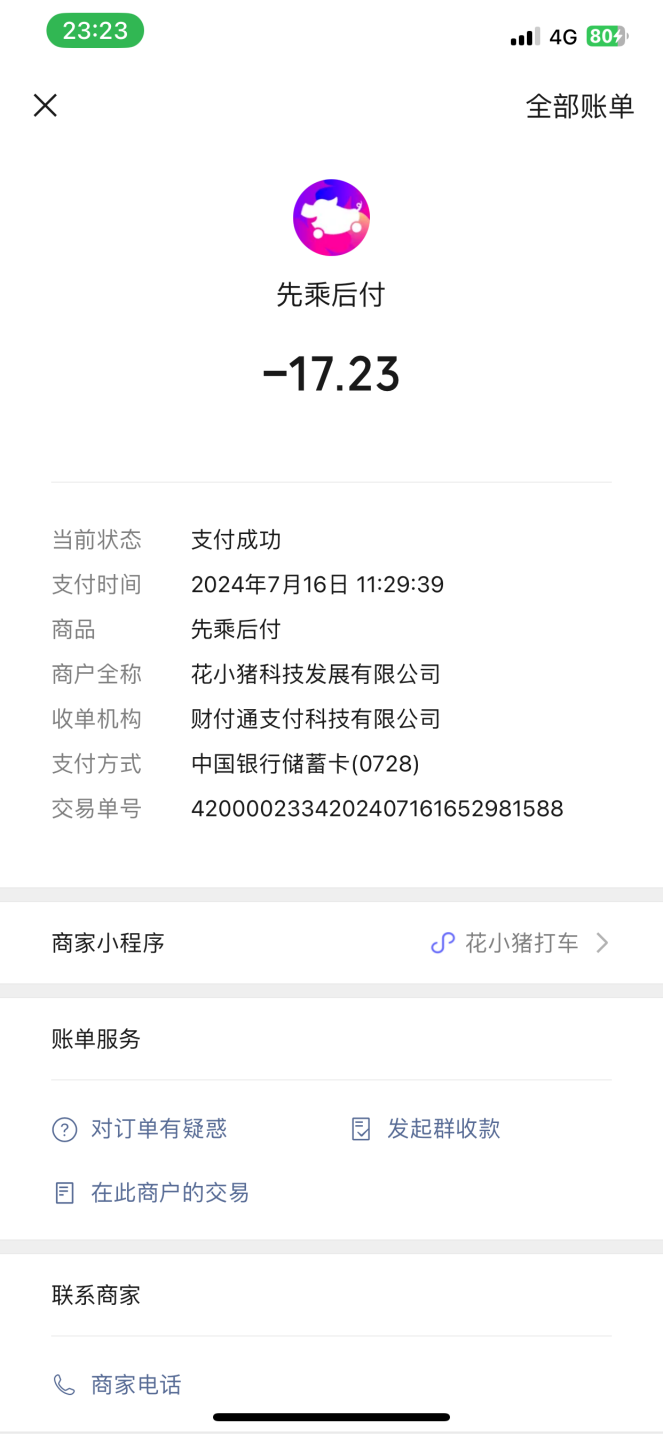 23:23
4G 80
全部账单
先乘后付
-17.23
当前状态 支付成功
支付时间 2024年7月16日 11:29:39
商品 先乘后付
商户全称 花小猪科技发展有限公司
收单机构 财付通支付科技有限公司
支付方式 中国银行储蓄卡(0728)
交易单号 4200002334202407161652981588
商家小程序 花小猪打车
账单服务
对订单有疑惑 发起群收款
在此商户的交易
联系商家
商家电话